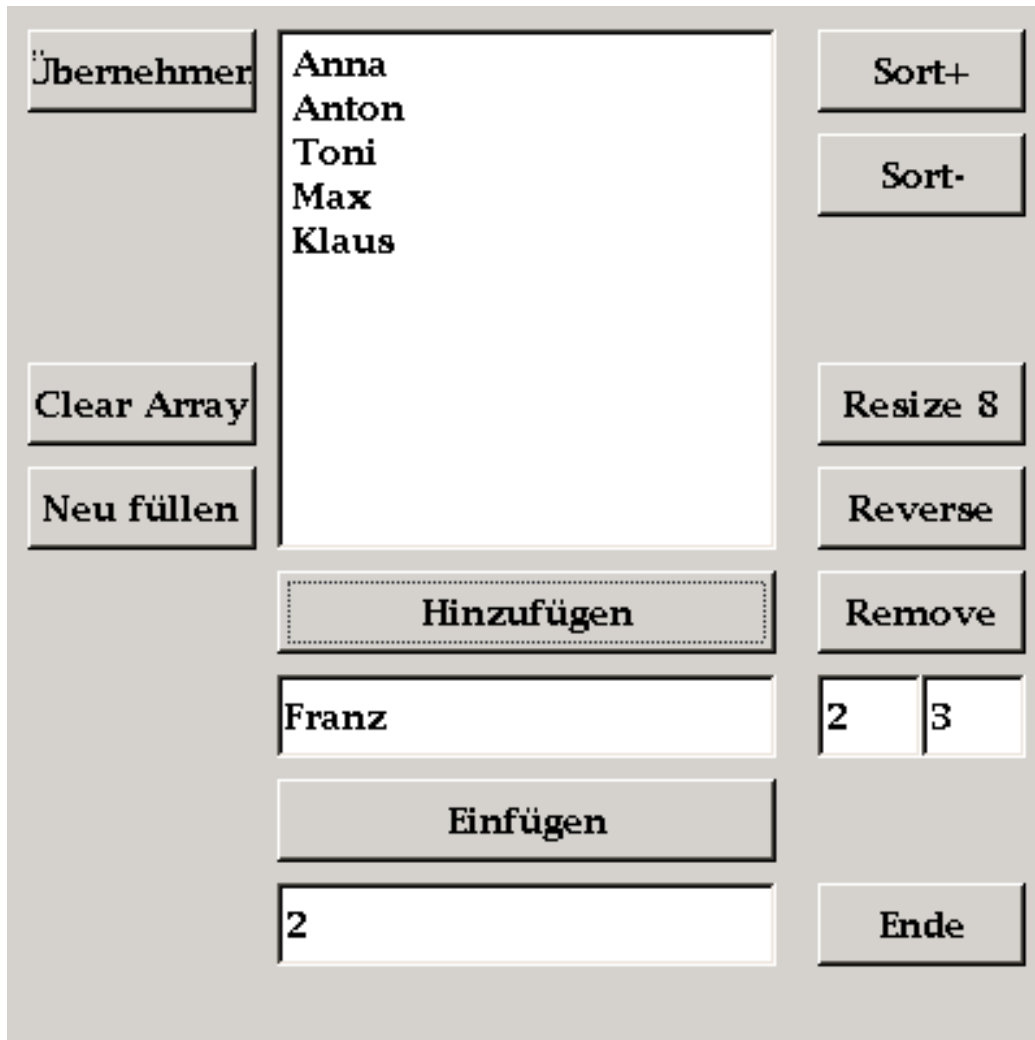 Übernehmen
Anna
Anton
Toni
Max
Klaus
Sort+
Sort-
Clear Array
Neu füllen
Resize 8
Reverse
Hinzufügen
Remove
Franz
2
3
Einfügen
2
Ende